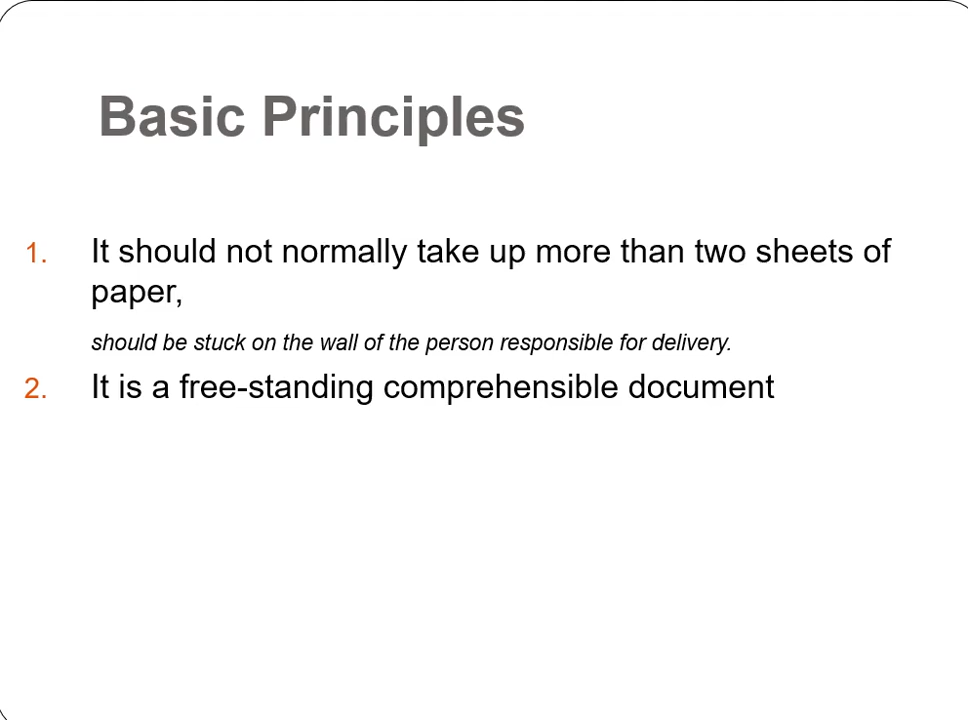 Basic Principles
1. It should not normally take up more than two sheets of
paper,
should be stuck on the wall of the person responsible for delivery.
2. It is a free-standing comprehensible document